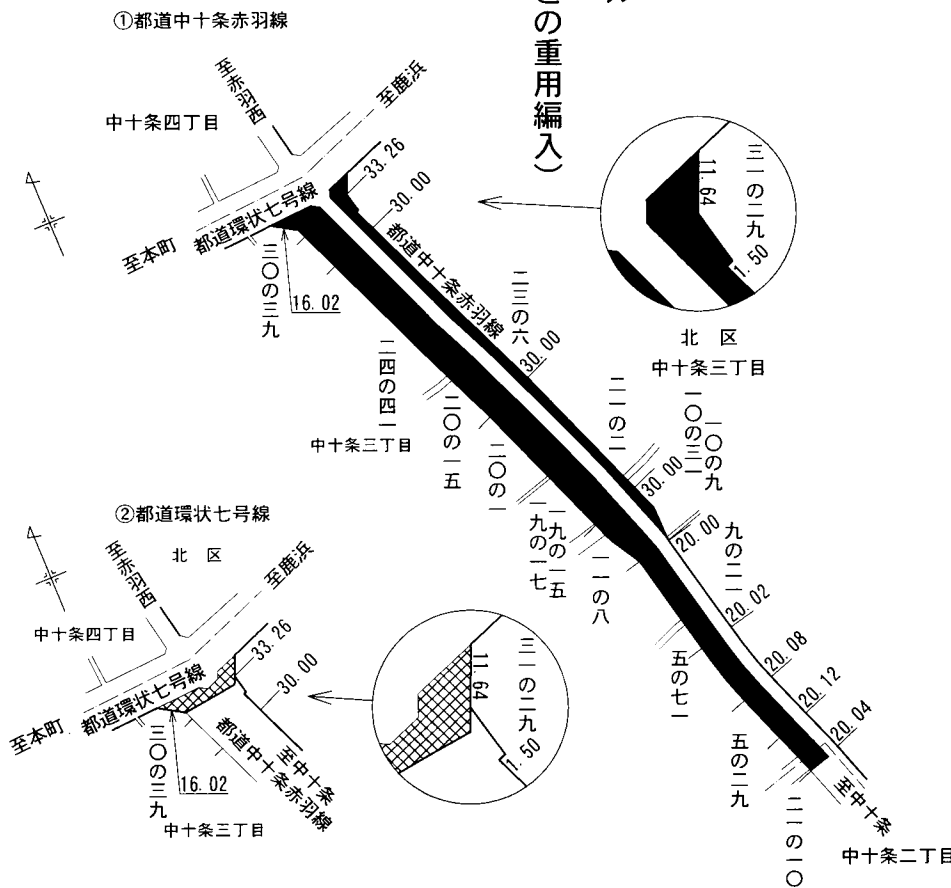 との重用編入）
①都道中十条赤羽線
至赤羽西
至鹿浜
中十条四丁目
33.26
30.00
都道環状七号線
至本町
都道中十条赤羽線
三〇の三九
16.02
三一の二九
11.64
1.50
北区
中十条三丁目
二三の六
30.00
二四の四一
中十条三丁目
二〇の一五
二〇の一
二一の二
一〇の三一
一〇の九
30.00
20.00
一九の一七
一九の一五
一一の八
九の二一
20.02
20.08
20.12
20.04
五の七一
五の二九
二一の一〇
至中十条
中十条二丁目
②都道環状七号線
北区
至赤羽西
至鹿浜
中十条四丁目
33.26
30.00
都道環状七号線
至本町
至中十条
都道中十条赤羽線
三〇の三九
16.02
中十条三丁目
三一の二九
11.64
1.50